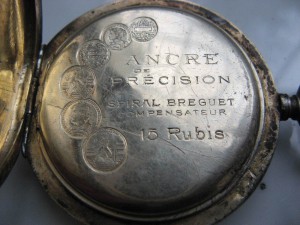 ANCRE
DE
PRÉCISION
SPIRAL BREGUET
COMPENSATEUR
15 Rubis